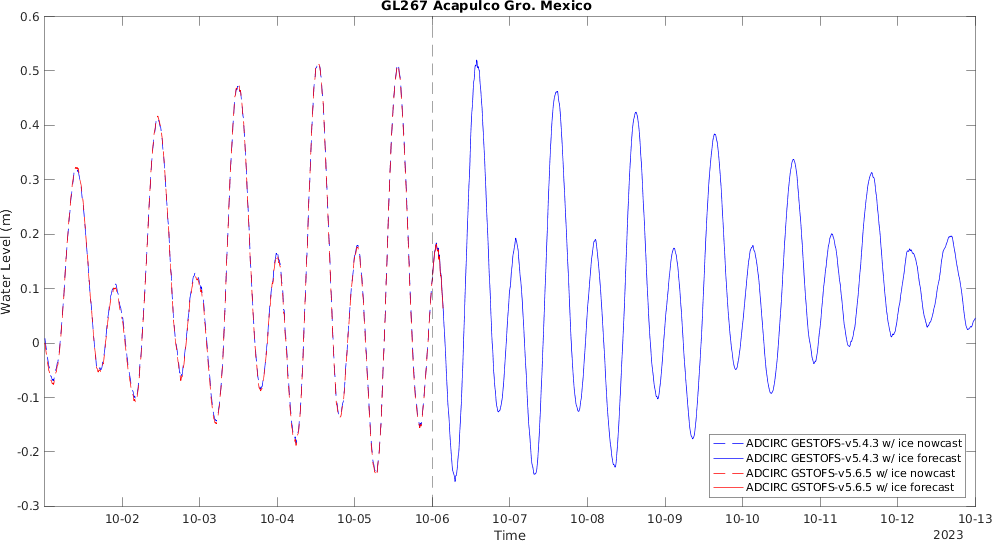 GL267 Acapulco Gro. Mexico
0.6
0.5
0.4
0.3
0.2
0.1
0
-0.1
-0.2
-0.3
Water Level (m)
ADCIRC GESTOFS-v5.4.3 w/ ice nowcast
ADCIRC GESTOFS-v5.4.3 w/ ice forecast
ADCIRC GSTOFS-v5.6.5 w/ ice nowcast
ADCIRC GSTOFS-v5.6.5 w/ ice forecast
10-02 10-03 10-04 10-05 10-06 10-07 10-08 10-09 10-10 10-11 10-12 10-13
Time
2023